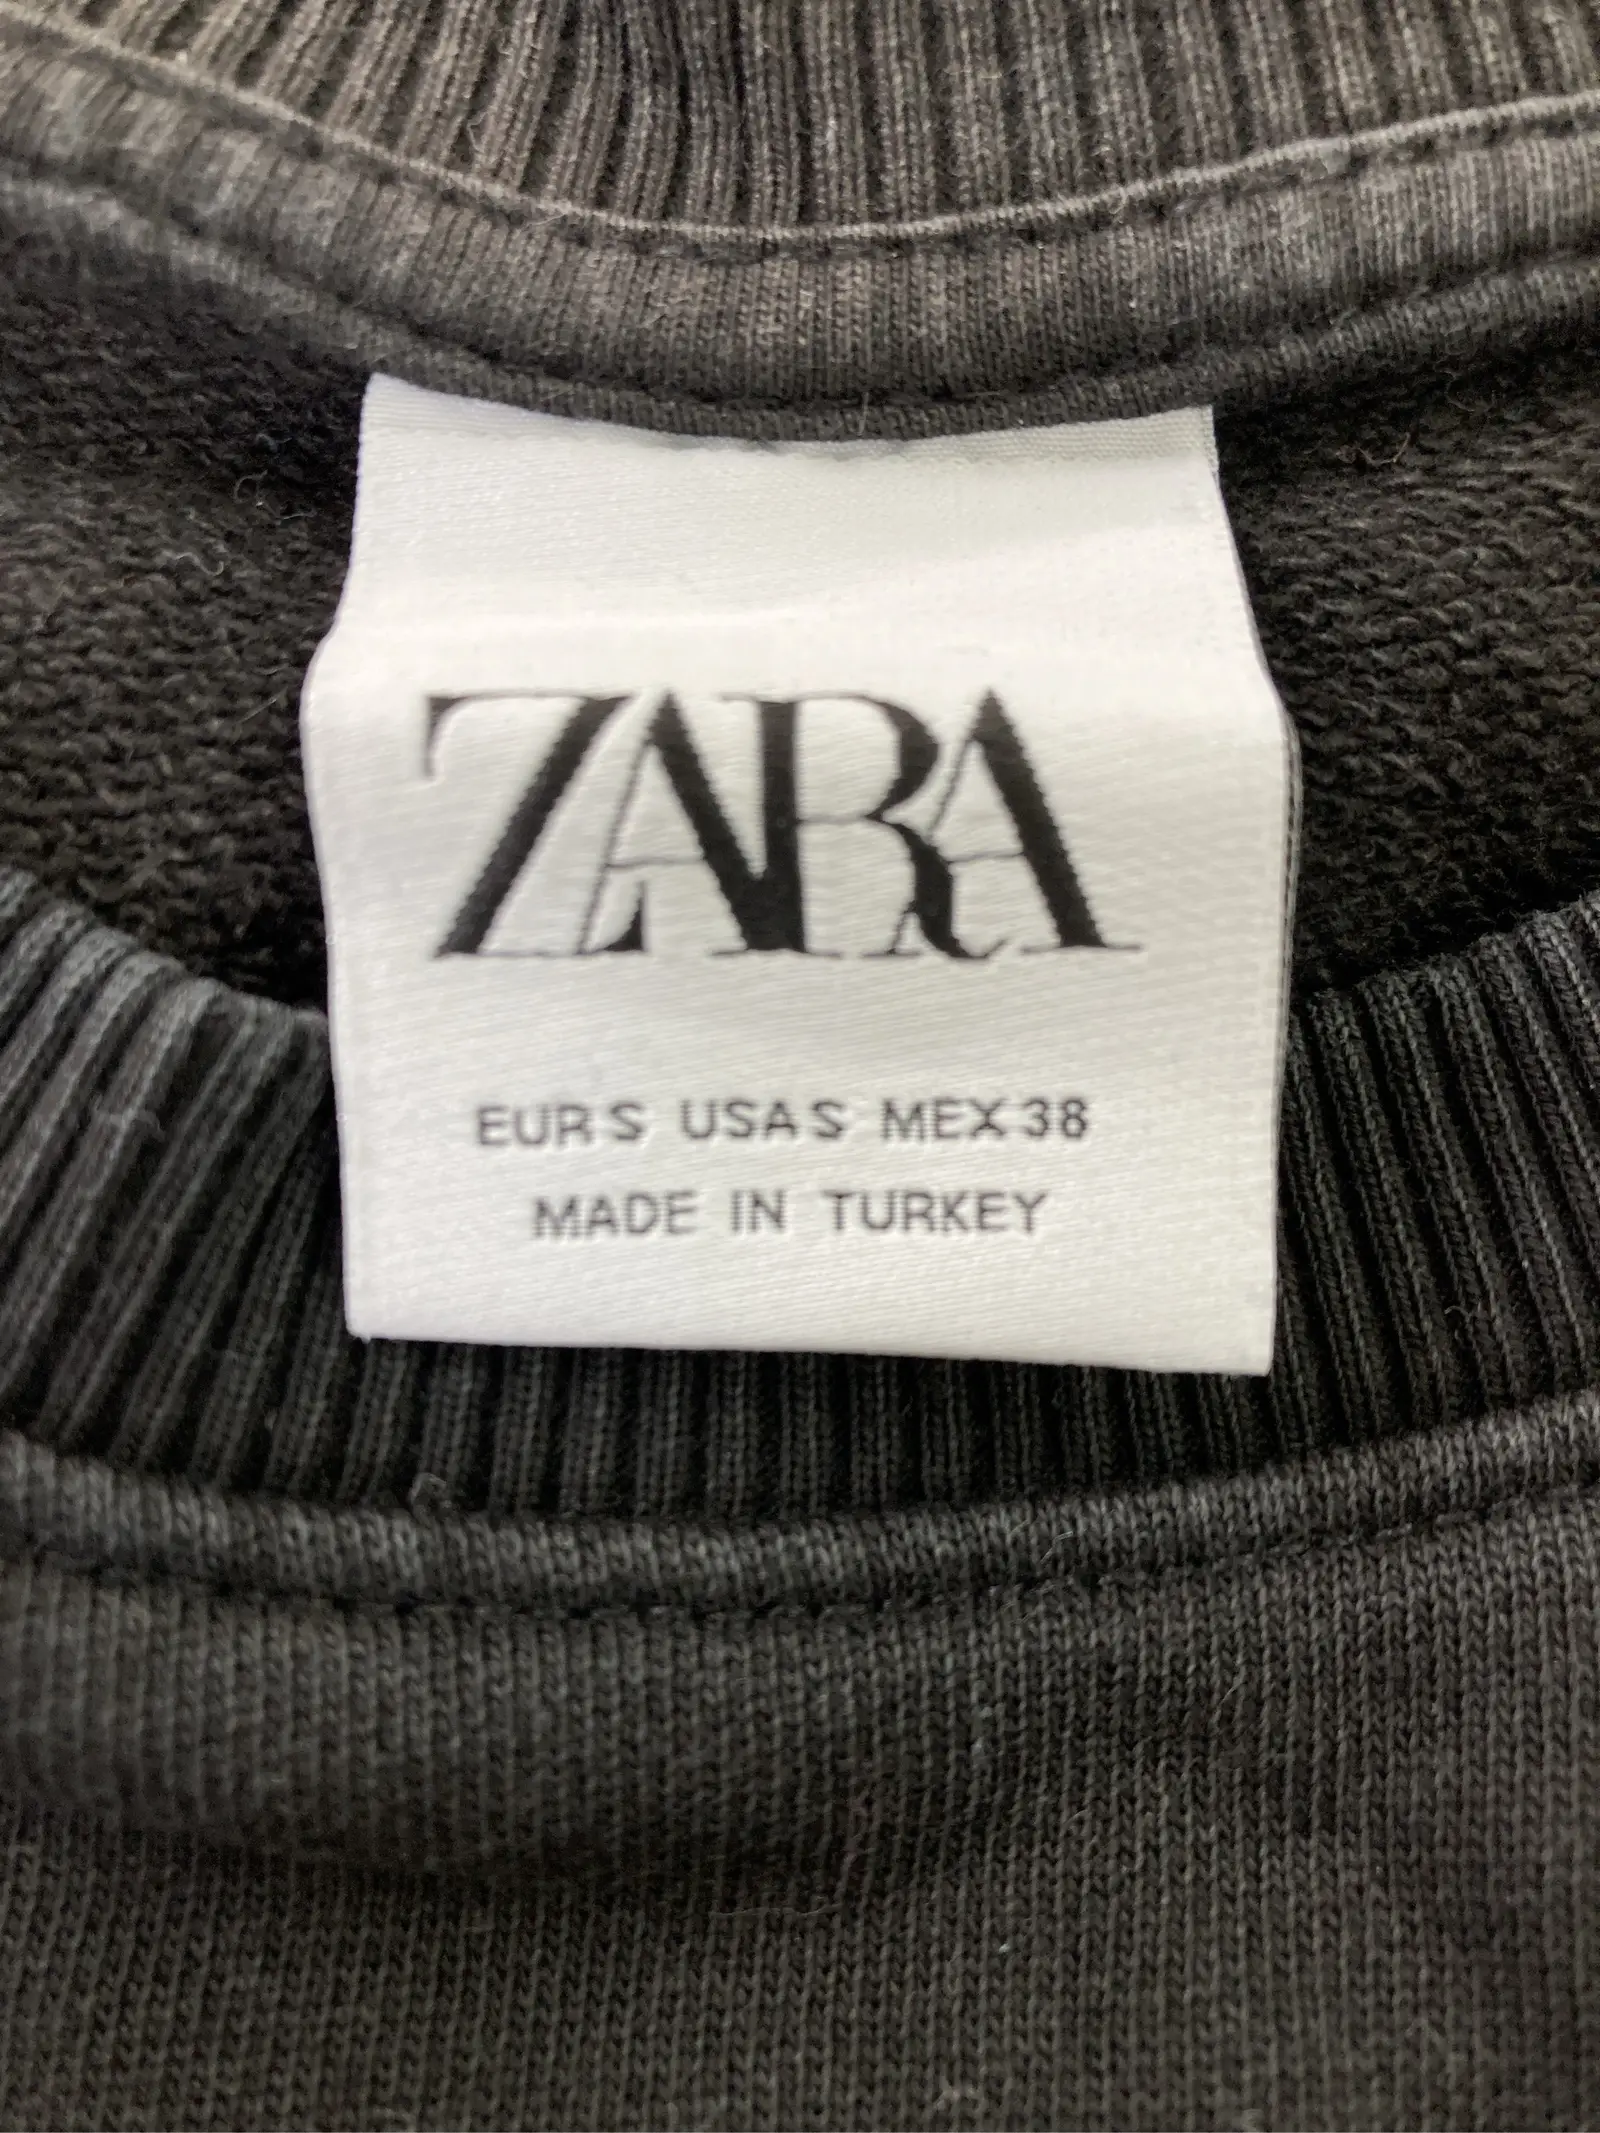 ZARA
EUR S USA S MEX 38
MADE IN TURKEY